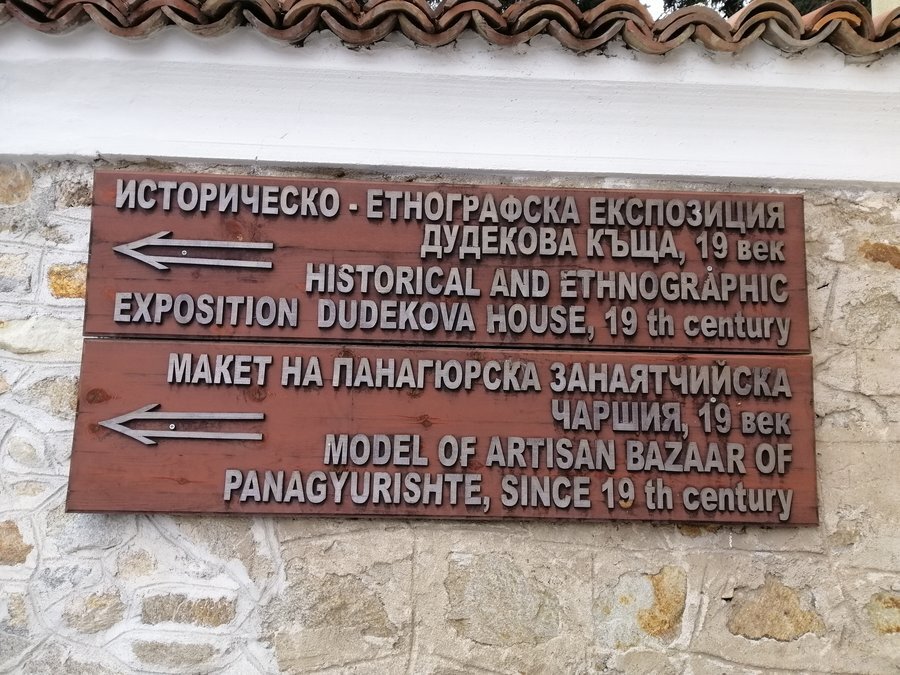 ИСТОРИЧЕСКО - ЕТНОГРАФСКА ЕКСПОЗИЦИЯ
ДУДЕКОВА КЪЩА, 19 век
HISTORICAL AND ETHNOGRAPHIC
EXPOSITION DUDEKOVA HOUSE, 19 th century
МАКЕТ НА ПАНАГЮРСКА ЗАНАЯТЧИЙСКА
ЧАРШИЯ, 19 век
MODEL OF ARTISAN BAZAAR OF
PANAGYURISHTE, SINCE 19 th century